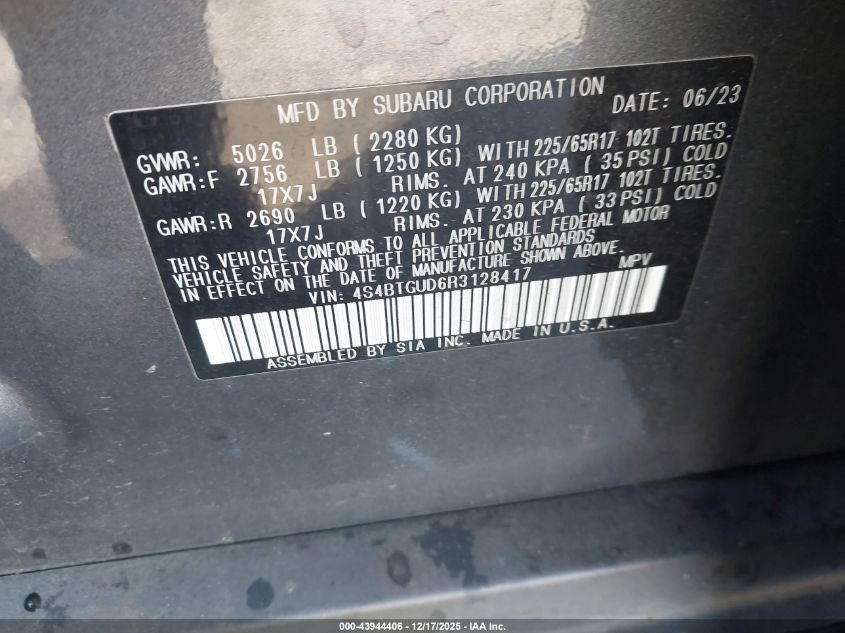 MFD BY SUBARU CORPORATION DATE: 06/23
GVWR: 5026 LB ( 2280 KG)
GAWR:F 2756 LB ( 1250 KG) WITH 225/65R17 102T TIRES.
17X7J RIMS. AT 240 KPA ( 35 PSI) COLD
GAWR:R 2690 LB ( 1220 KG) WITH 225/65R17 102T TIRES.
17X7J RIMS. AT 230 KPA ( 33 PSI) COLD
THIS VEHICLE CONFORMS TO ALL APPLICABLE FEDERAL MOTOR
VEHICLE SAFETY AND THEFT PREVENTION STANDARDS
IN EFFECT ON THE DATE OF MANUFACTURE SHOWN ABOVE.
VIN: 4S4BTGUD6R3128417 MPV
ASSEMBLED BY SIA INC. MADE IN U.S.A.
000-43944406 - 12/17/2025 - IAA Inc.